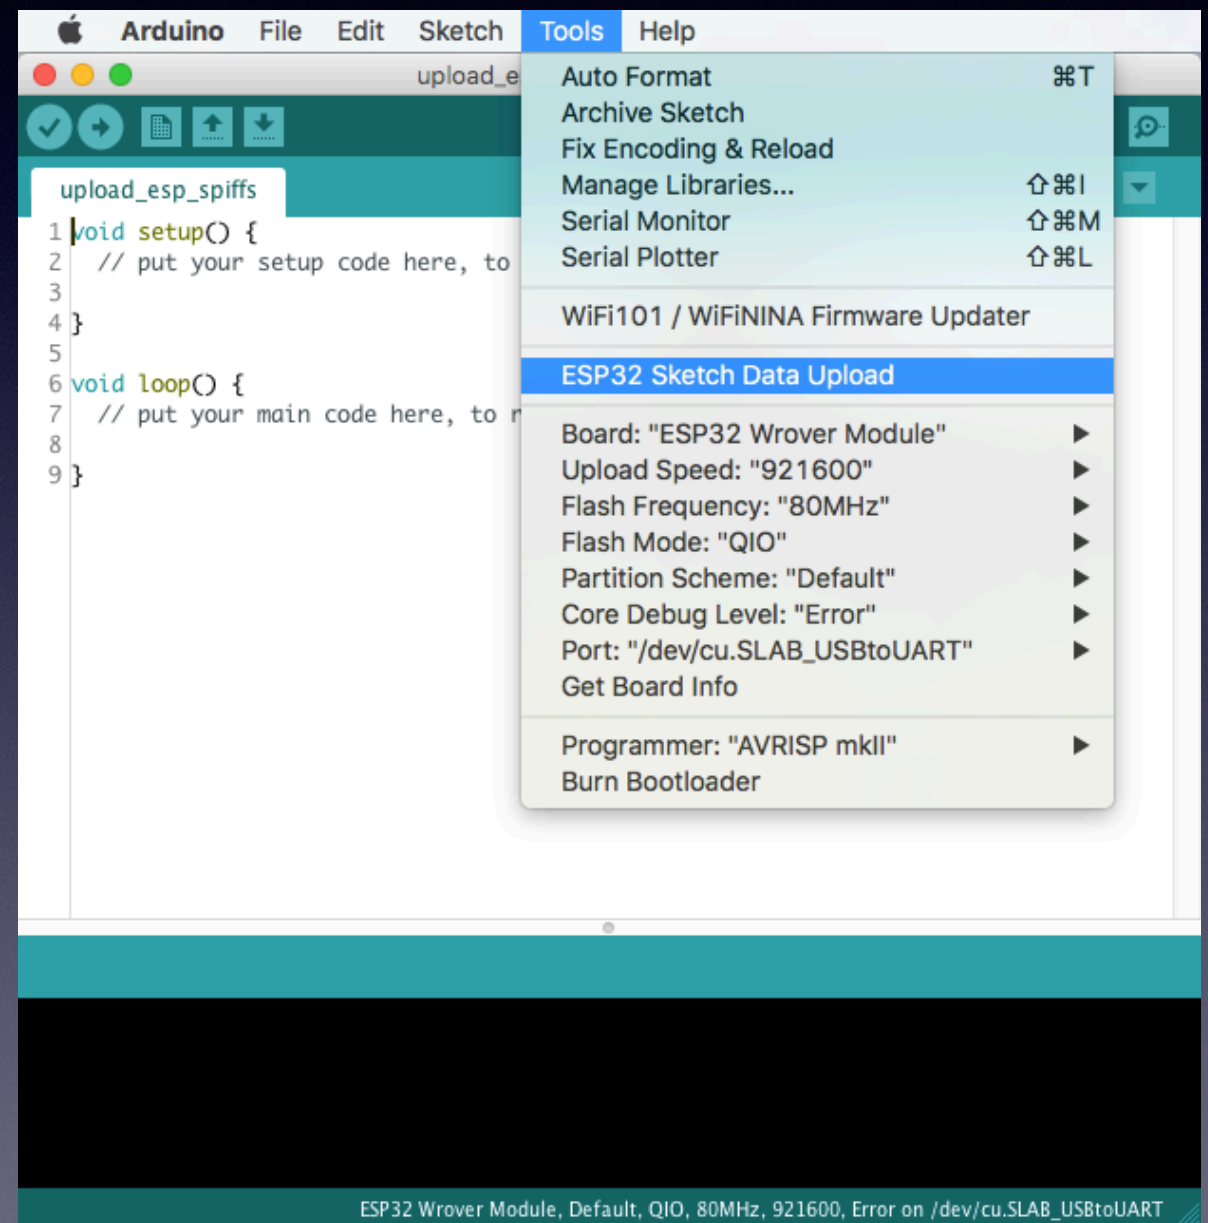 Arduino File Edit Sketch Tools Help
upload_e
upload_esp_spiffs
1 void setup() {
2 // put your setup code here, to
3
4 }
5
6 void loop() {
7 // put your main code here, to r
8
9 }
Auto Format ⌘T
Archive Sketch
Fix Encoding & Reload
Manage Libraries... ⇧⌘I
Serial Monitor ⇧⌘M
Serial Plotter ⇧⌘L
WiFi101 / WiFiNINA Firmware Updater
ESP32 Sketch Data Upload
Board: "ESP32 Wrover Module"
Upload Speed: "921600"
Flash Frequency: "80MHz"
Flash Mode: "QIO"
Partition Scheme: "Default"
Core Debug Level: "Error"
Port: "/dev/cu.SLAB_USBtoUART"
Get Board Info
Programmer: "AVRISP mkII"
Burn Bootloader
ESP32 Wrover Module, Default, QIO, 80MHz, 921600, Error on /dev/cu.SLAB_USBtoUART